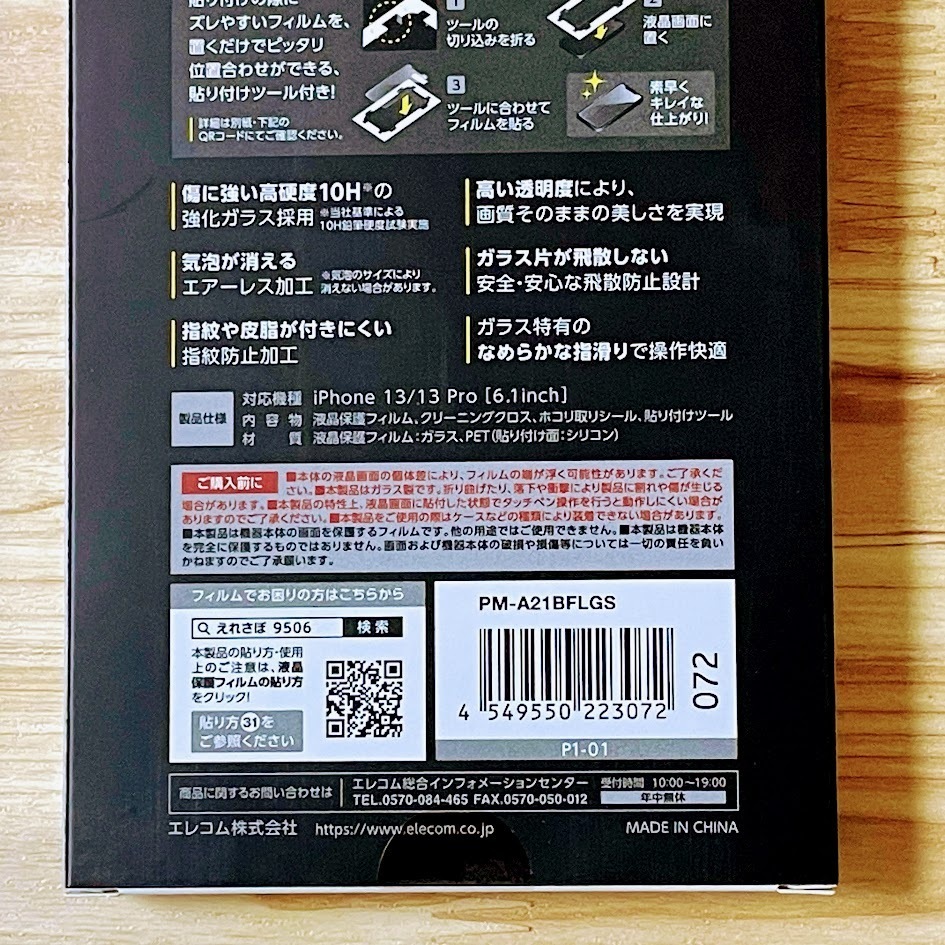 貼り付けの際に
ズレやすいフィルムを、
置くだけでピッタリ
位置合わせができる、
貼り付けツール付き!
詳細は別紙・下記の
QRコードにてご確認ください。
1 ツールの
切り込みを折る
2 液晶画面に
置く
3 ツールに合わせて
フィルムを貼る
素早く
キレイな
仕上がり!
傷に強い高硬度10H※の
強化ガラス採用 ※当社基準による
10H鉛筆硬度試験実施
高い透明度により、
画質そのままの美しさを実現
気泡が消える
エアーレス加工 ※気泡のサイズにより
消えない場合があります。
ガラス片が飛散しない
安全・安心な飛散防止設計
指紋や皮脂が付きにくい
指紋防止加工
ガラス特有の
なめらかな指滑りで操作快適
製品仕様
対応機種 iPhone 13/13 Pro [6.1inch]
内容物 液晶保護フィルム、クリーニングクロス、ホコリ取りシール、貼り付けツール
材質 液晶保護フィルム:ガラス、PET(貼り付け面:シリコン)
ご購入前に ■本体の液晶画面の個体差により、フィルムの端が浮く可能性があります。ご了承くだ
さい。■本製品はガラス製です。折り曲げたり、落下や衝撃により製品に割れや傷が生じる
場合があります。■本製品の特性上、液晶画面に貼付した状態でタッチペン操作を行うと動作しにくい場合が
ありますのでご了承ください。■本製品をご使用の際はケースなどの種類により装着できない場合があります。
■本製品は機器本体の画面を保護するフィルムです。他の用途ではご使用できません。■本製品は機器本体
を完全に保護するものではありません。画面および機器本体の破損や損傷等については一切の責任を負い
かねますのでご了承願います。
フィルムでお困りの方はこちらから
えれさぽ 9506 検索
本製品の貼り方・使用
上のご注意は、液晶
保護フィルムの貼り方
をクリック!
貼り方31を
ご参照ください
PM-A21BFLGS
4 549550 223072
072
P1-01
商品に関するお問い合わせは
エレコム総合インフォメーションセンター 受付時間 10:00～19:00
TEL.0570-084-465 FAX.0570-050-012 年中無休
エレコム株式会社 https://www.elecom.co.jp MADE IN CHINA